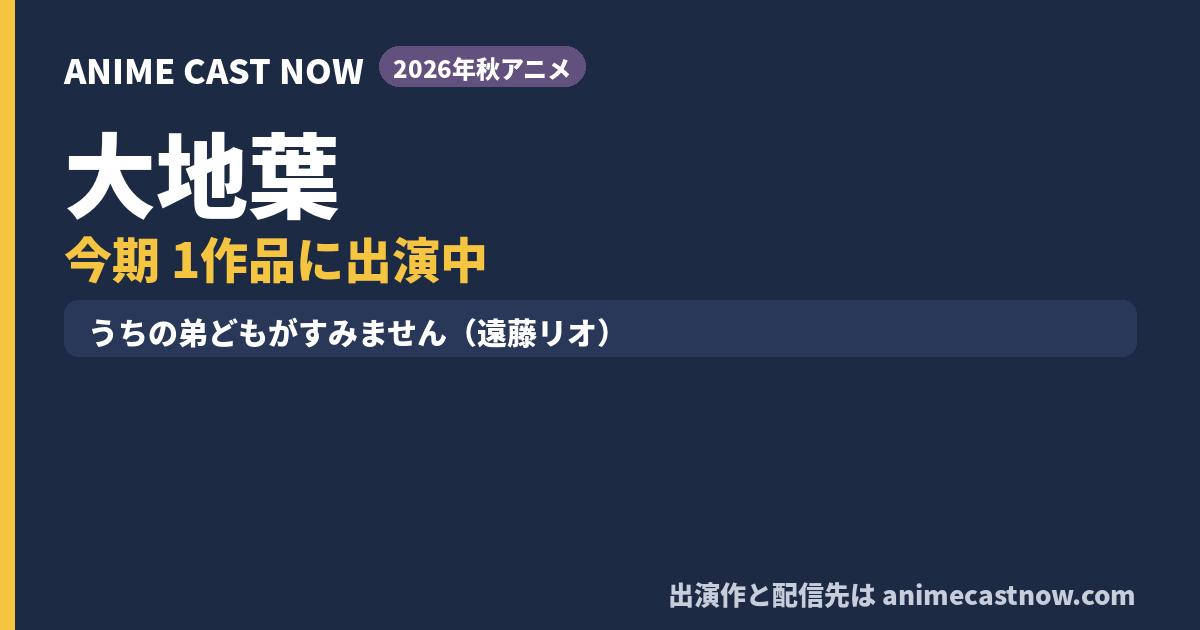 ANIME CAST NOW 2026年秋アニメ
大地葉
今期 1作品に出演中
うちの弟どもがすみません（遠藤リオ）
出演作と配信先は animecastnow.com